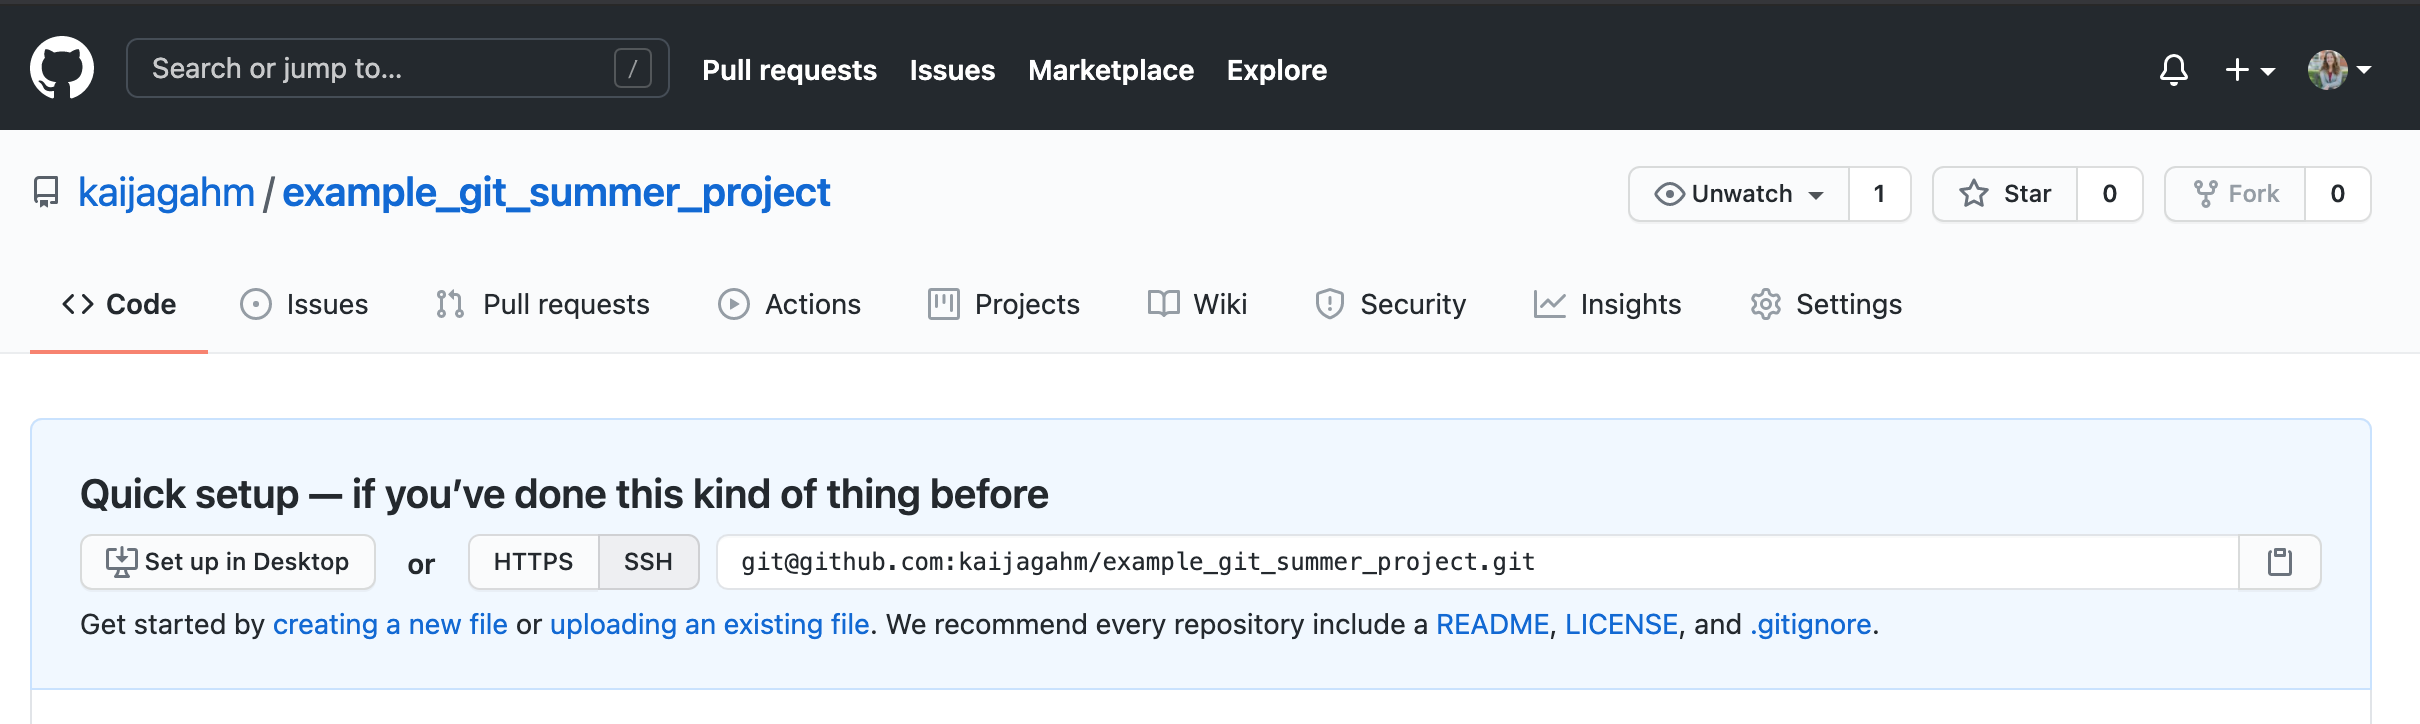 Search or jump to... / Pull requests Issues Marketplace Explore
kaijagahm / example_git_summer_project Unwatch 1 Star 0 Fork 0
Code Issues Pull requests Actions Projects Wiki Security Insights Settings
Quick setup — if you’ve done this kind of thing before
Set up in Desktop or HTTPS SSH git@github.com:kaijagahm/example_git_summer_project.git
Get started by creating a new file or uploading an existing file. We recommend every repository include a README, LICENSE, and .gitignore.